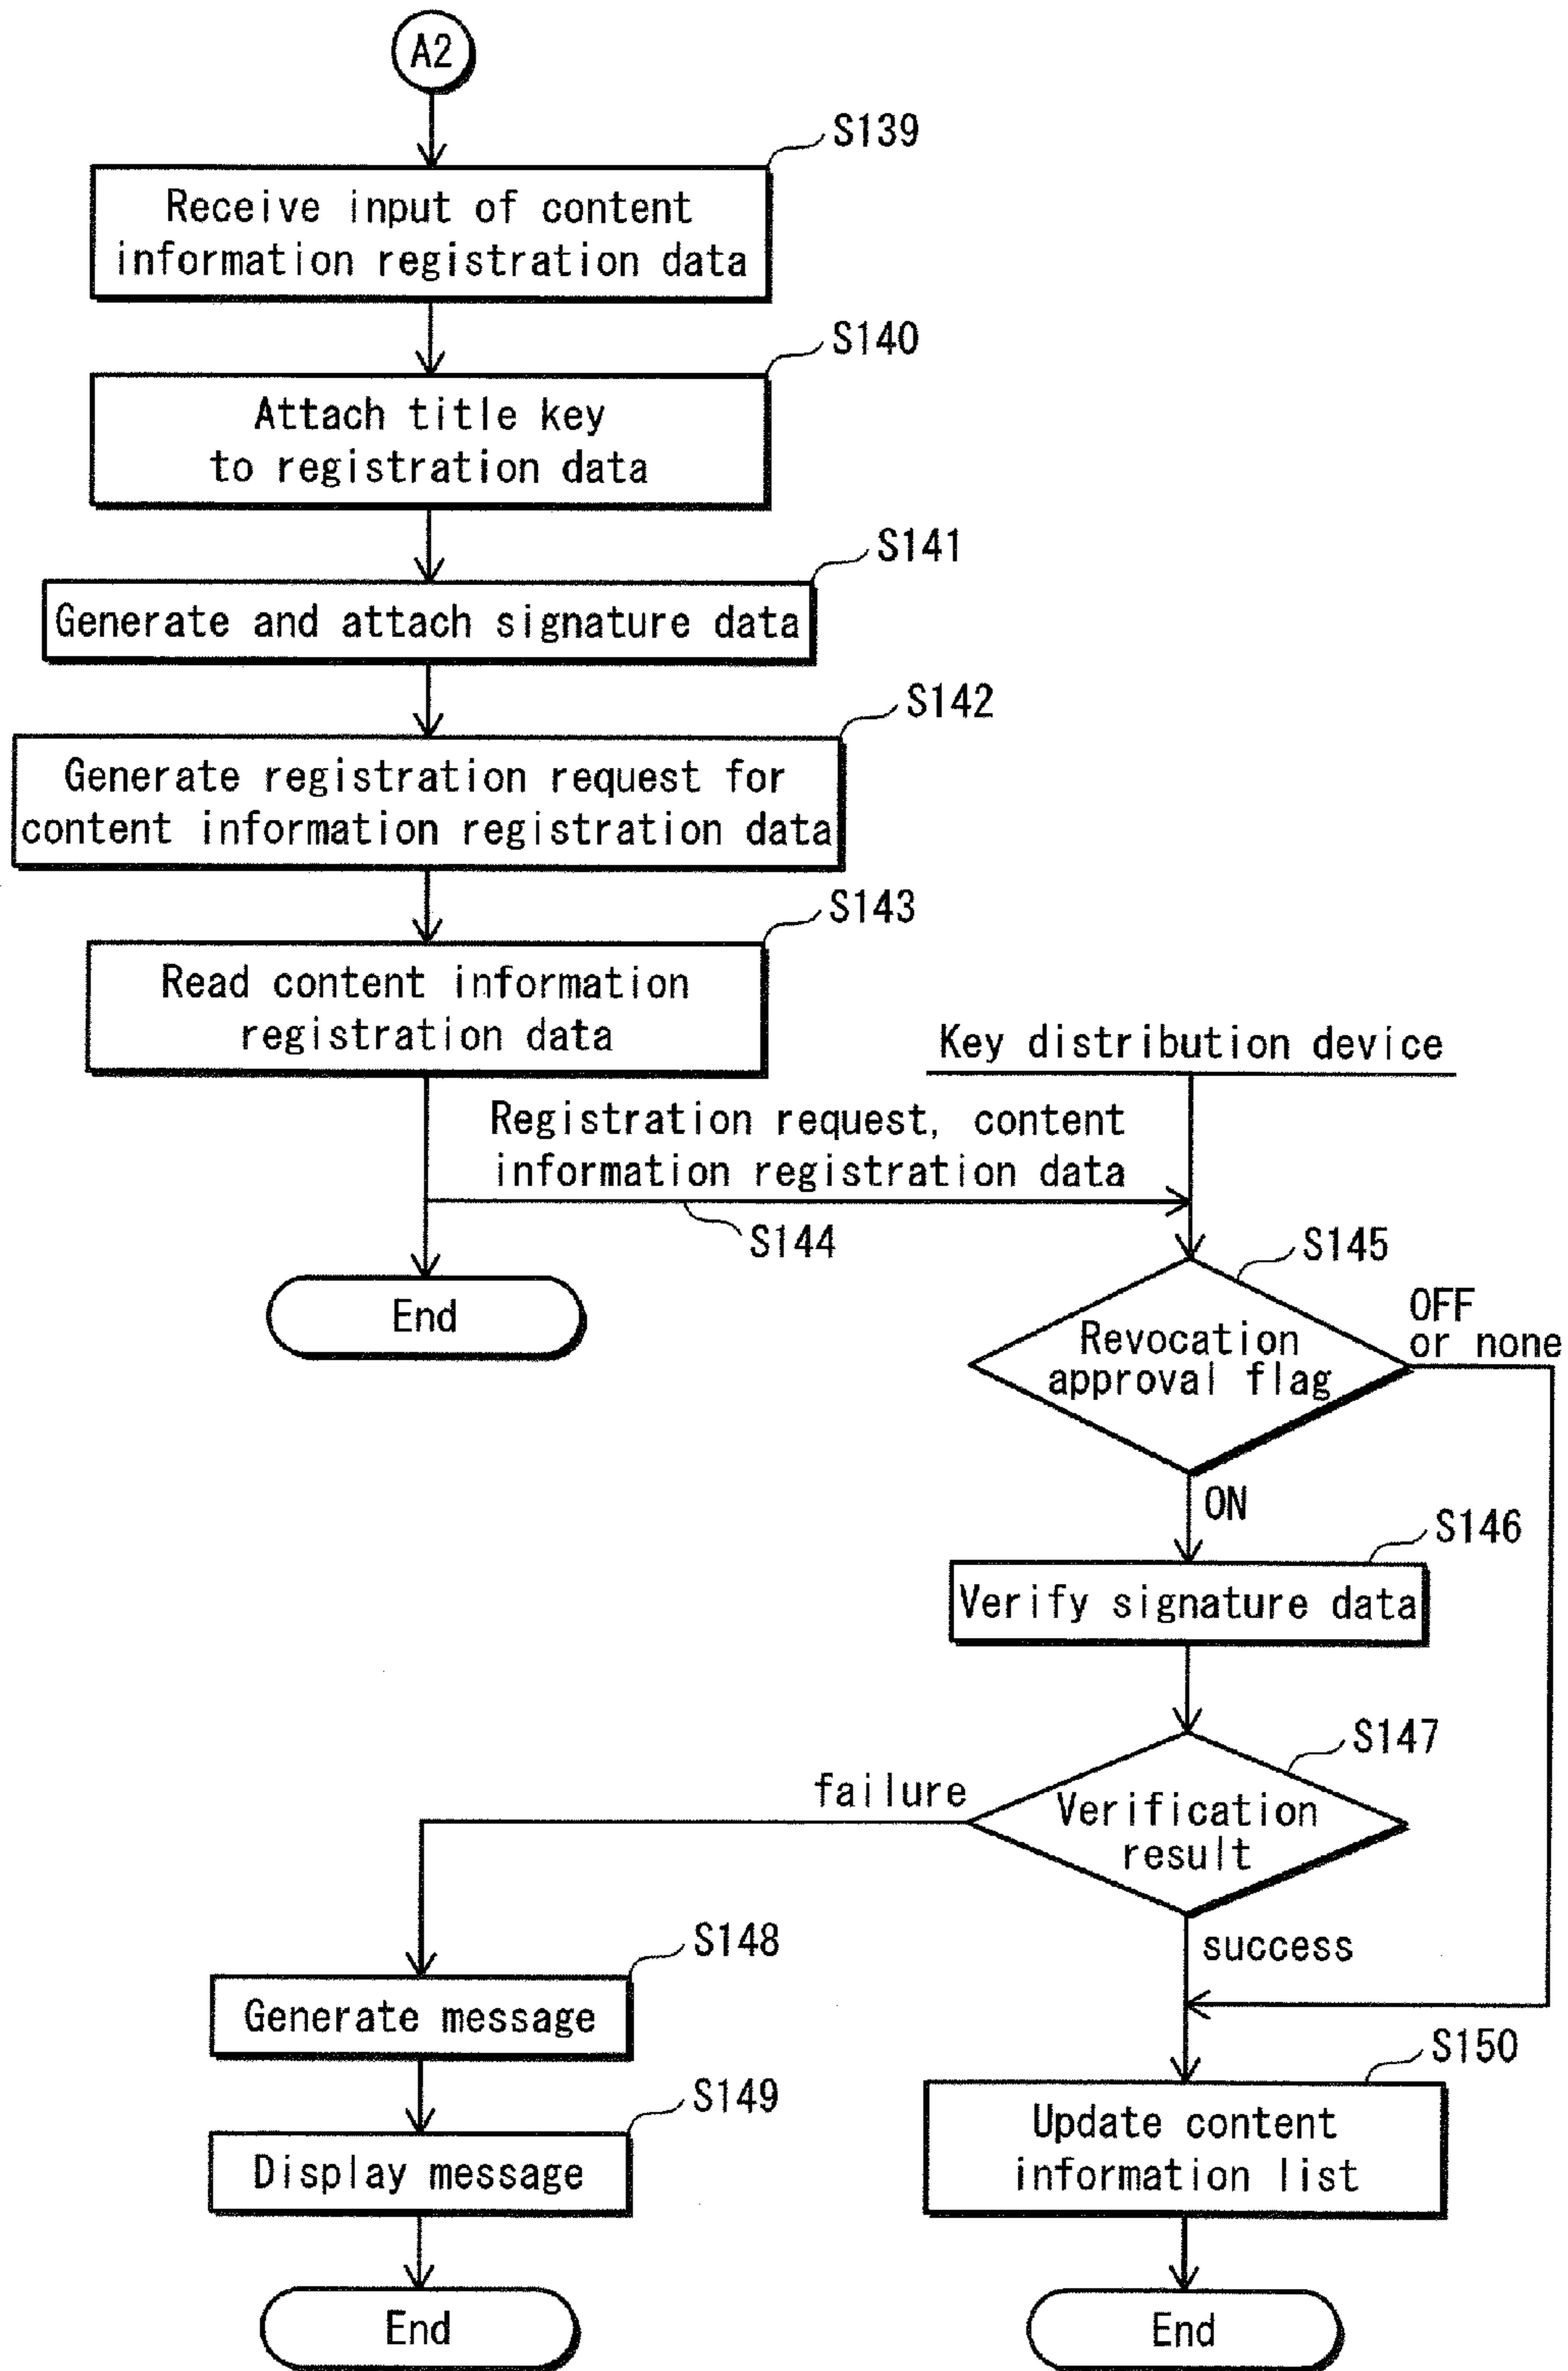 A2
S139
Receive input of content
information registration data
S140
Attach title key
to registration data
S141
Generate and attach signature data
S142
Generate registration request for
content information registration data
S143
Read content information
registration data
Key distribution device
Registration request, content
information registration data
S144
End
S145
Revocation
approval flag
OFF
or none
ON
S146
Verify signature data
S147
Verification
result
failure
success
S148
Generate message
S149
Display message
End
S150
Update content
information list
End